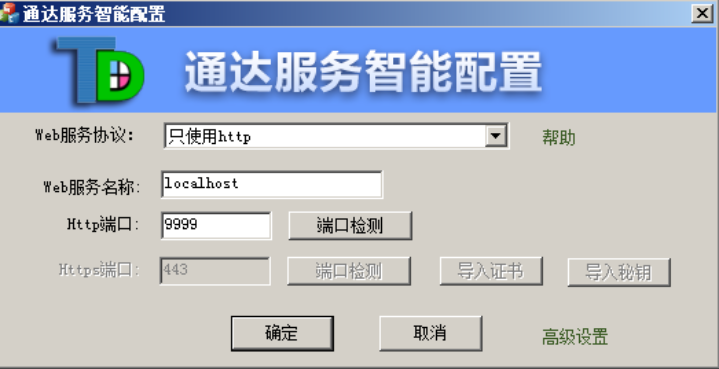 通达服务智能配置
TD
通达服务智能配置
Web服务协议： 只使用http 帮助
Web服务名称: localhost
Http端口: 9999 端口检测
Https端口: 443 端口检测 导入证书 导入秘钥
确定 取消 高级设置